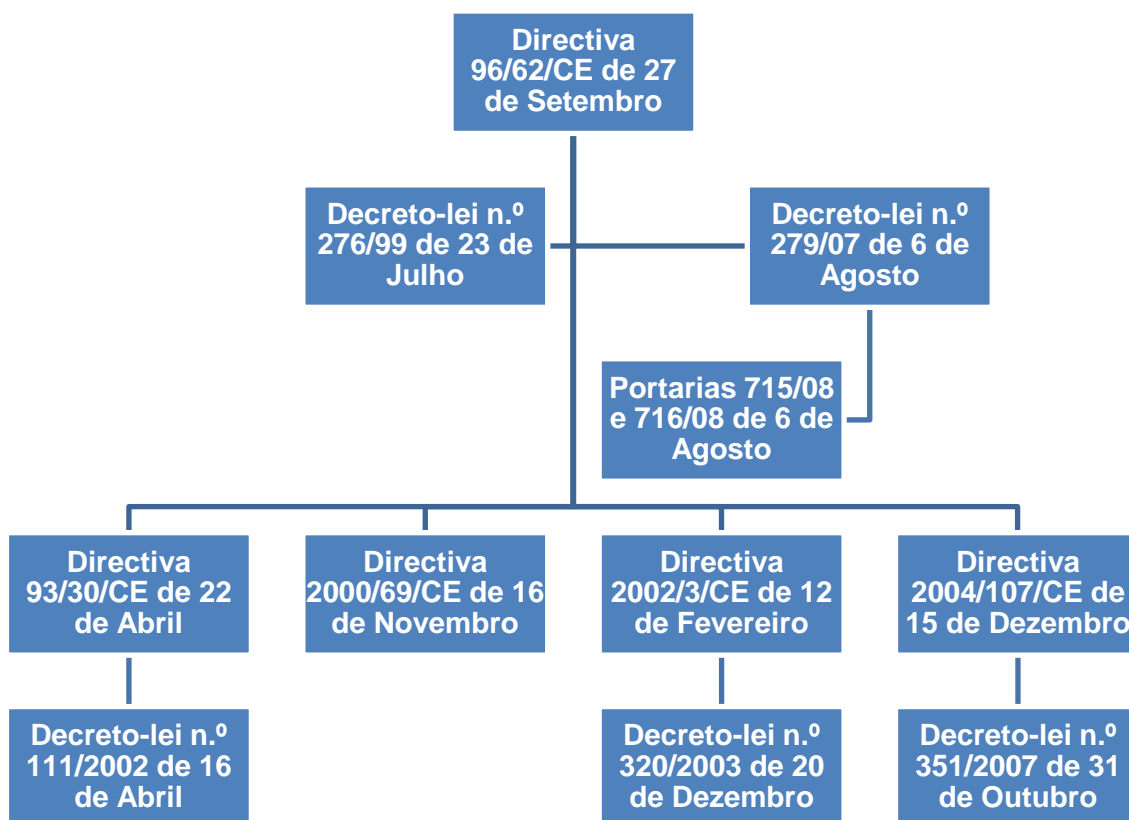 Directiva
96/62/CE de 27
de Setembro
Decreto-lei n.º
276/99 de 23 de
Julho
Decreto-lei n.º
279/07 de 6 de
Agosto
Portarias 715/08
e 716/08 de 6 de
Agosto
Directiva
93/30/CE de 22
de Abril
Directiva
2000/69/CE de 16
de Novembro
Directiva
2002/3/CE de 12
de Fevereiro
Directiva
2004/107/CE de
15 de Dezembro
Decreto-lei n.º
111/2002 de 16
de Abril
Decreto-lei n.º
320/2003 de 20
de Dezembro
Decreto-lei n.º
351/2007 de 31
de Outubro